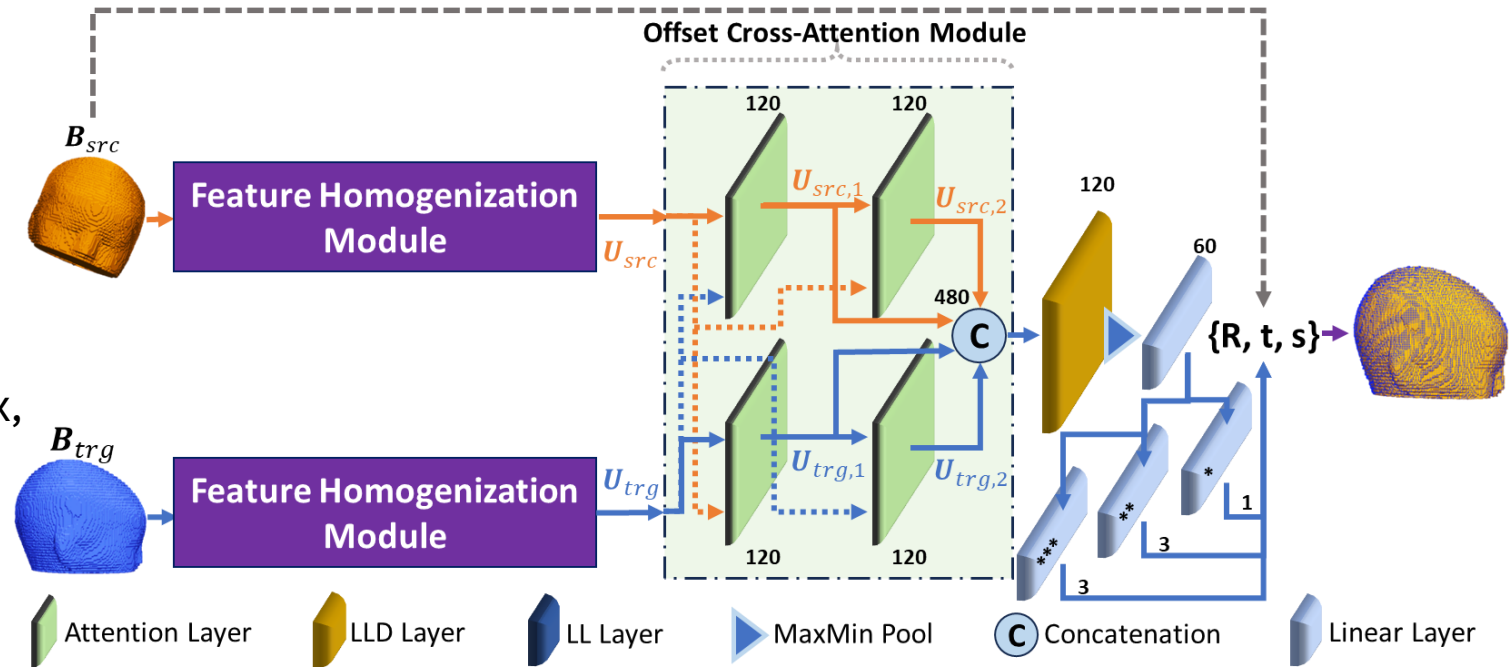 Offset Cross-Attention Module
120
120
B_src
120
Feature Homogenization
Module
U_src,1
U_src,2
60
U_src
480
C
{R, t, s}
x,
B_trg
Feature Homogenization
Module
U_trg
U_trg,1
U_trg,2
*
**
***
1
3
3
120
120
Attention Layer
LLD Layer
LL Layer
MaxMin Pool
C Concatenation
Linear Layer